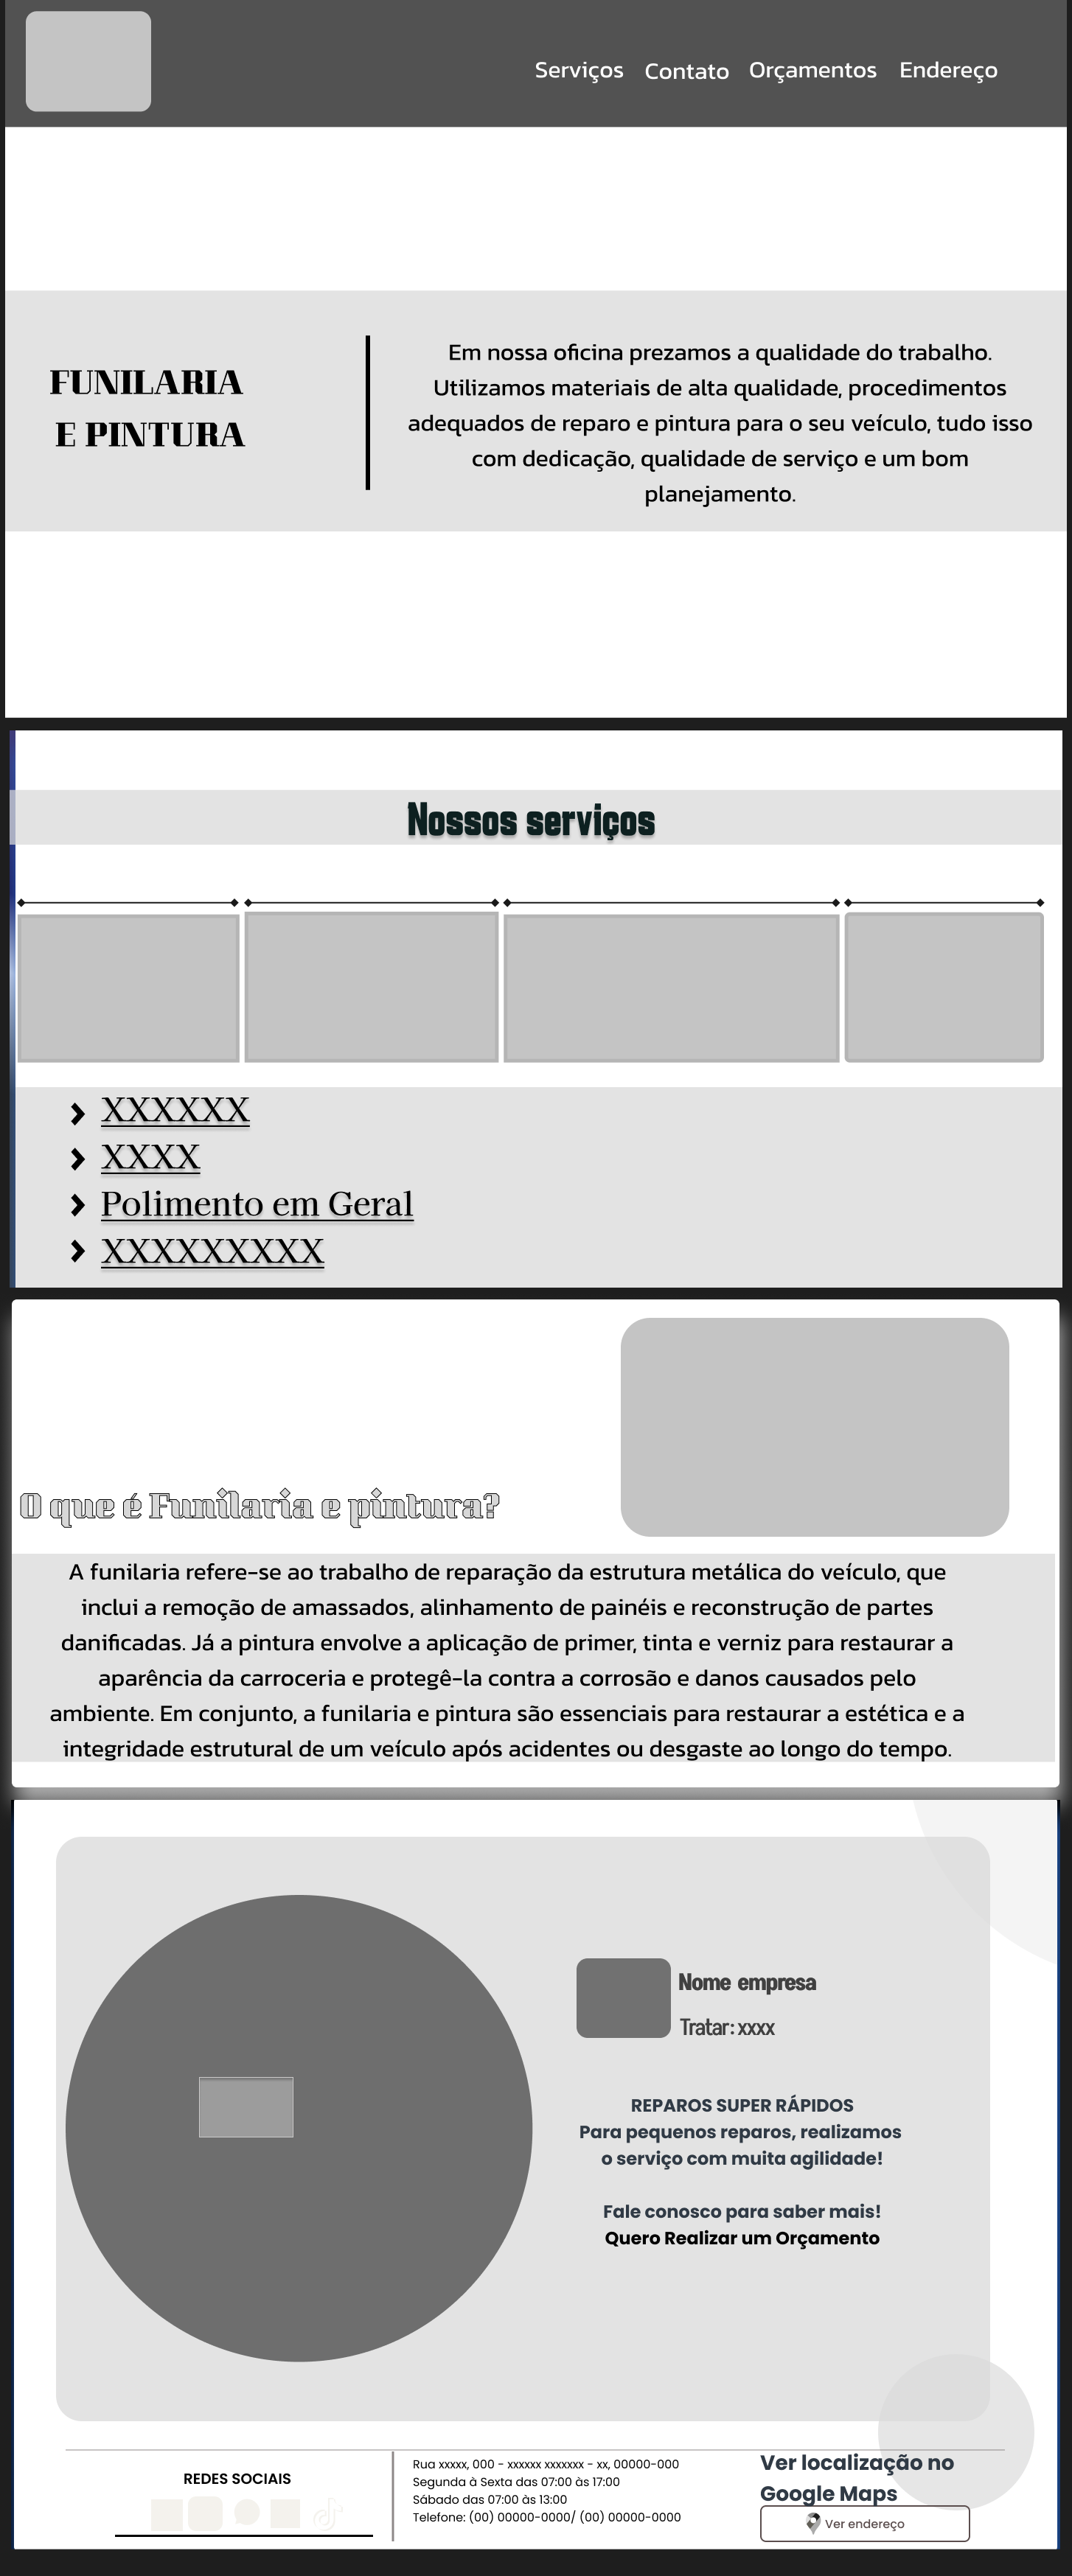 Serviços Contato Orçamentos Endereço
FUNILARIA
E PINTURA
Em nossa oficina prezamos a qualidade do trabalho.
Utilizamos materiais de alta qualidade, procedimentos
adequados de reparo e pintura para o seu veículo, tudo isso
com dedicação, qualidade de serviço e um bom
planejamento.
Nossos serviços
XXXXXX
XXXX
Polimento em Geral
XXXXXXXXX
O que é Funilaria e pintura?
A funilaria refere-se ao trabalho de reparação da estrutura metálica do veículo, que
inclui a remoção de amassados, alinhamento de painéis e reconstrução de partes
danificadas. Já a pintura envolve a aplicação de primer, tinta e verniz para restaurar a
aparência da carroceria e protegê-la contra a corrosão e danos causados pelo
ambiente. Em conjunto, a funilaria e pintura são essenciais para restaurar a estética e a
integridade estrutural de um veículo após acidentes ou desgaste ao longo do tempo.
Nome empresa
Tratar: xxxx
REPAROS SUPER RÁPIDOS
Para pequenos reparos, realizamos
o serviço com muita agilidade!
Fale conosco para saber mais!
Quero Realizar um Orçamento
REDES SOCIAIS
Rua xxxxx, 000 - xxxxxx xxxxxxx - xx, 00000-000
Segunda à Sexta das 07:00 às 17:00
Sábado das 07:00 às 13:00
Telefone: (00) 00000-0000/ (00) 00000-0000
Ver localização no
Google Maps
Ver endereço